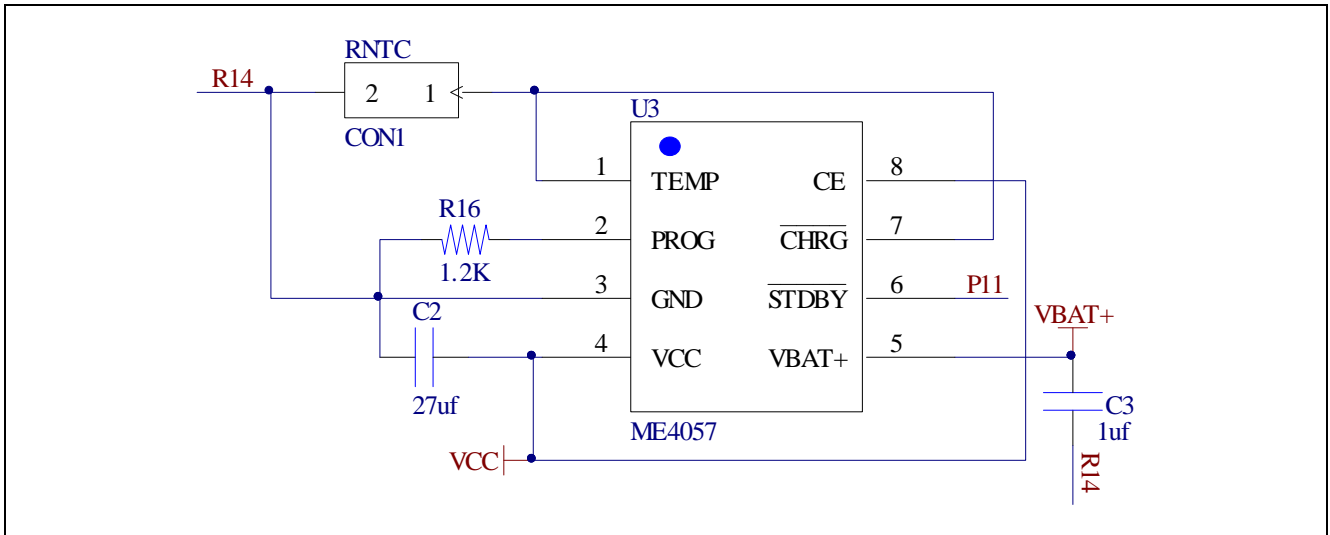 RNTC
R14
2 1
CON1
U3
1 TEMP CE 8
R16
2 PROG CHRG 7
1.2K
3 GND STDBY 6 P11
C2
VBAT+
4 VCC VBAT+ 5
27uf
C3
1uf
ME4057
VCC
R14